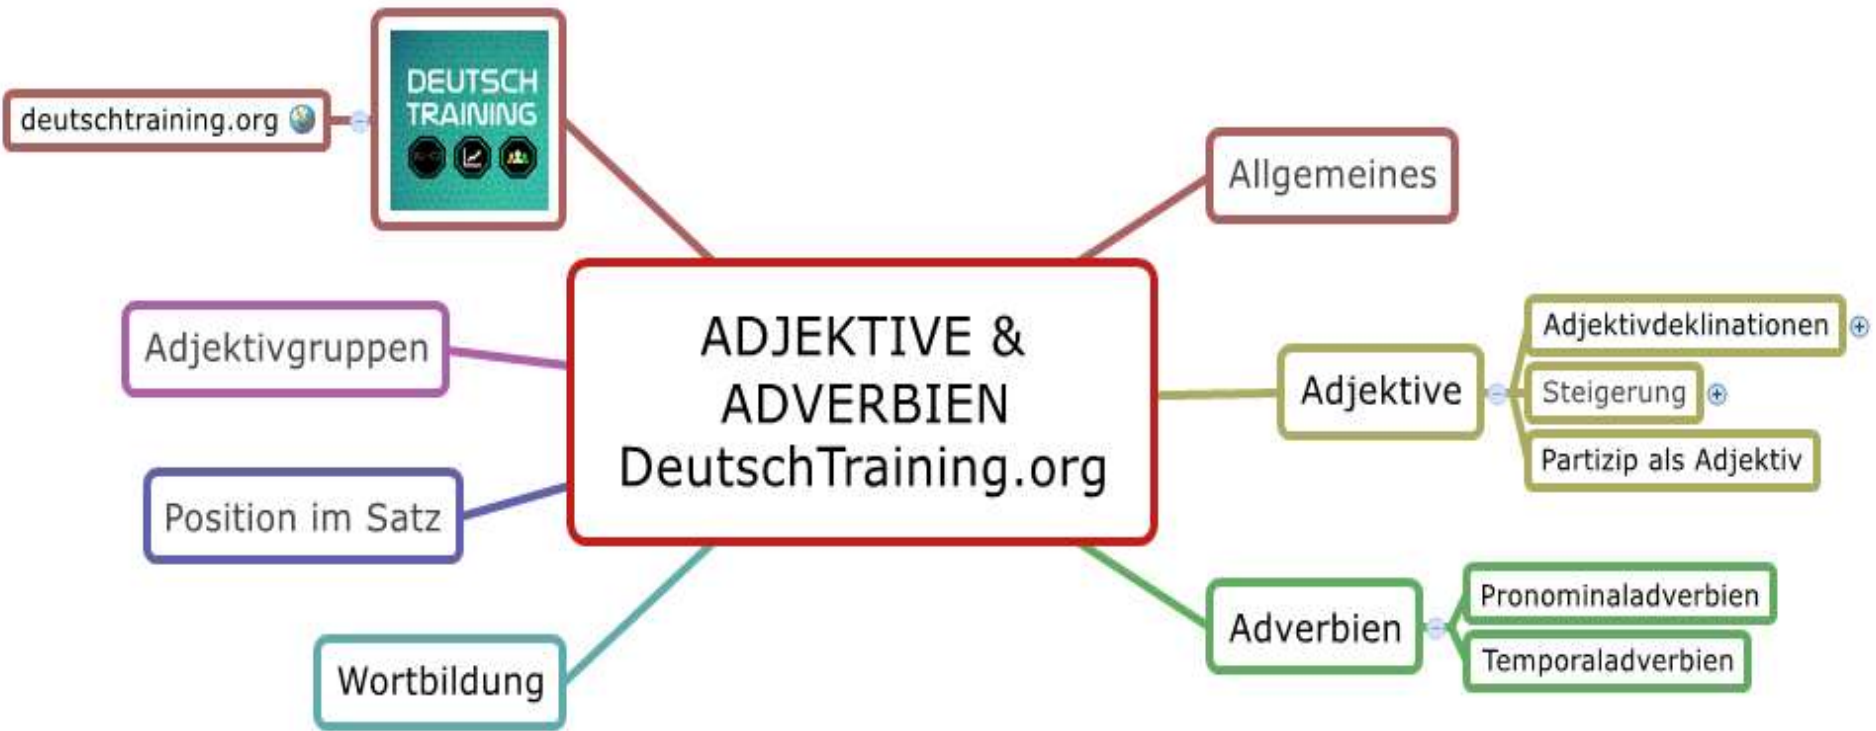 deutschtraining.org
DEUTSCH
TRAINING
Allgemeines
Adjektivgruppen
ADJEKTIVE &
ADVERBIEN
DeutschTraining.org
Adjektive
Adjektivdeklinationen
Steigerung
Partizip als Adjektiv
Position im Satz
Wortbildung
Adverbien
Pronominaladverbien
Temporaladverbien